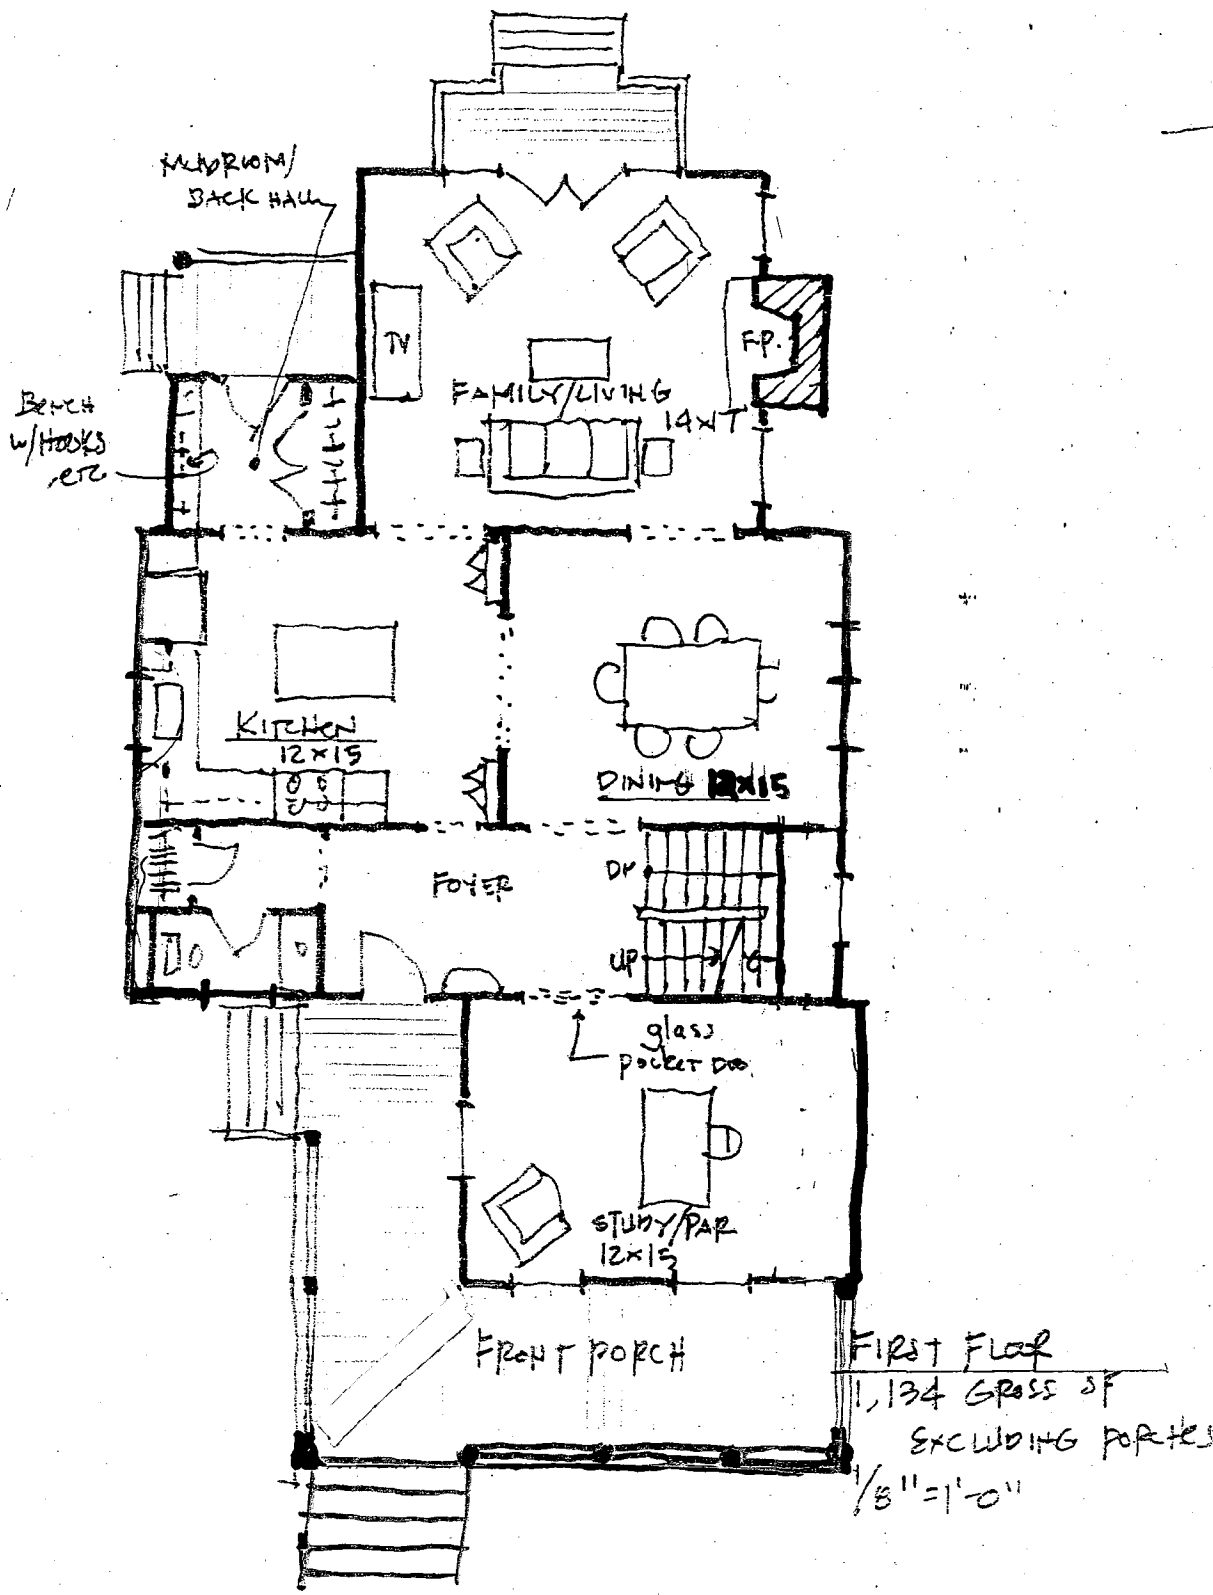 MUDROOM/
BACK HALL
BENCH
W/HOOKS
ETC
TV
F.P.
FAMILY/LIVING
14x17
KITCHEN
12x15
DINING 12x15
FOYER
DN
UP
glass
POCKET DOO.
STUDY/PAR
12x15
FRONT PORCH
FIRST FLOOR
1,134 GROSS SF
EXCLUDING PORCHES
1/8"=1'-0"